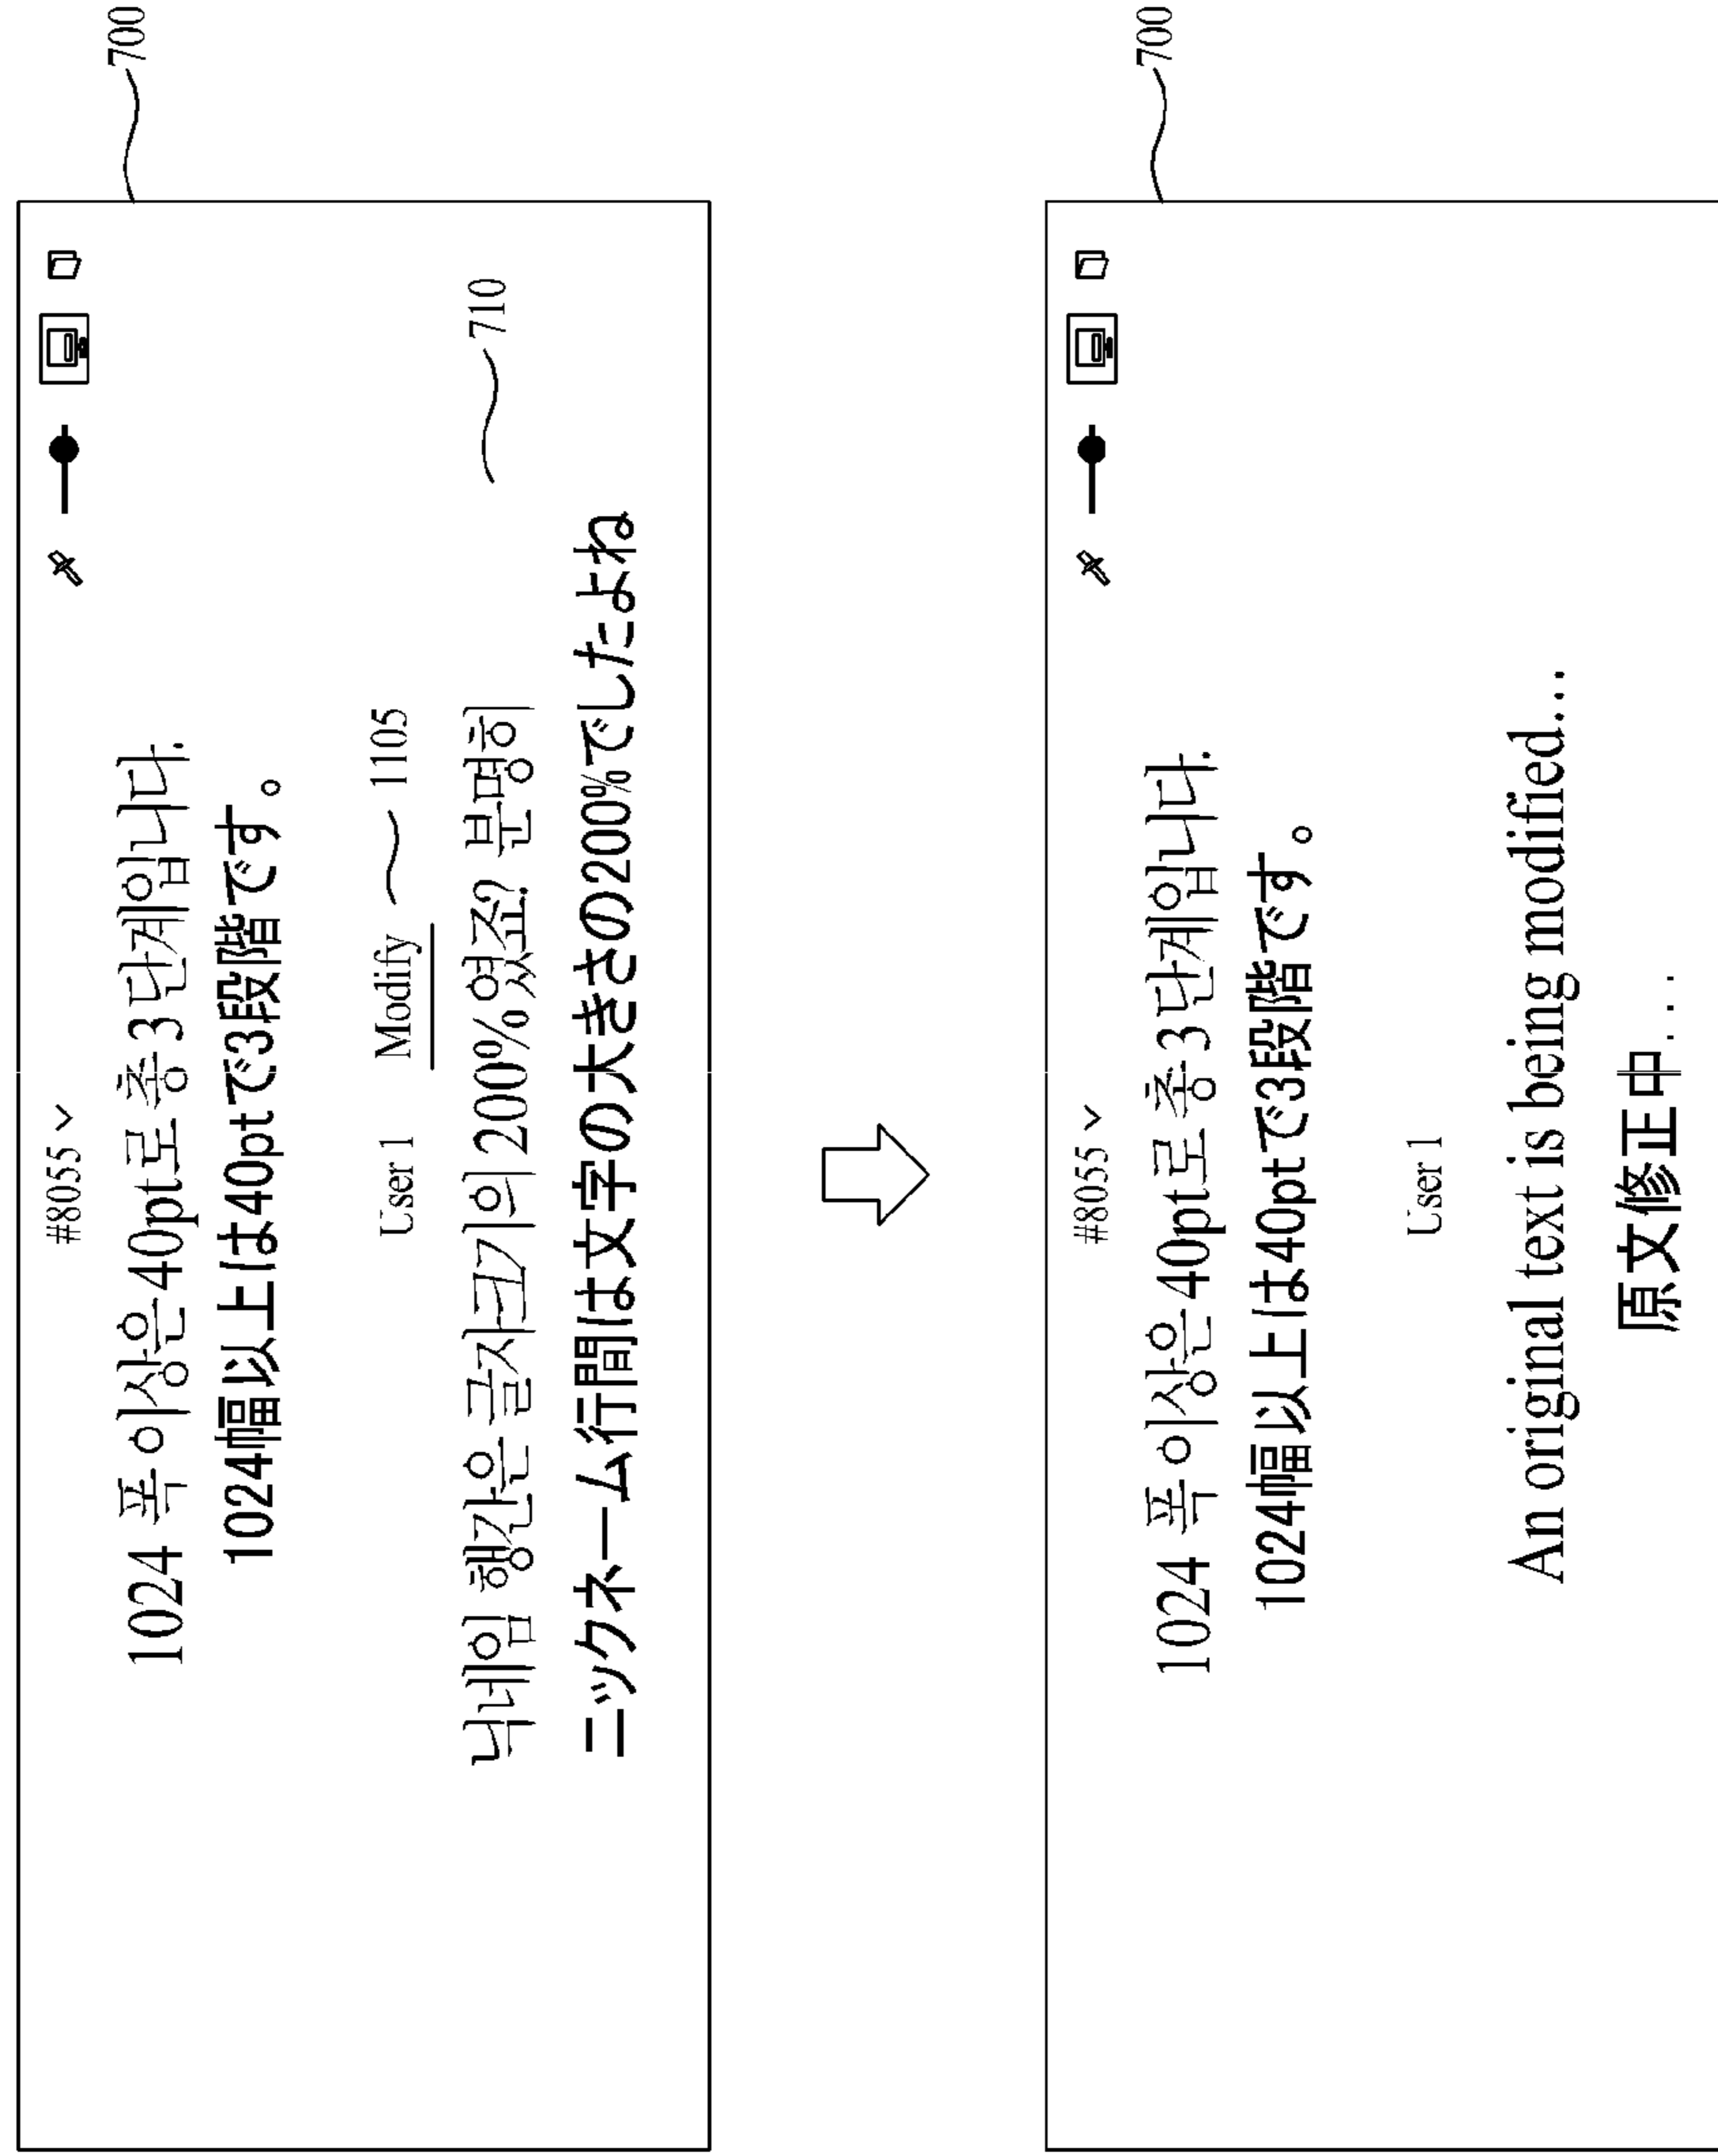 700
#8055
1024 폭 이상은 40pt로 총 3 단계입니다.
1024幅以上は40ptで3段階です。
User 1 Modify 1105
710
닉네임 행간은 글자크기의 200% 였죠? 분명히
ニックネーム行間は文字の大きさの200%でしたよね
700
#8055
1024 폭 이상은 40pt로 총 3 단계입니다.
1024幅以上は40ptで3段階です。
User 1
An original text is being modified...
原文修正中...